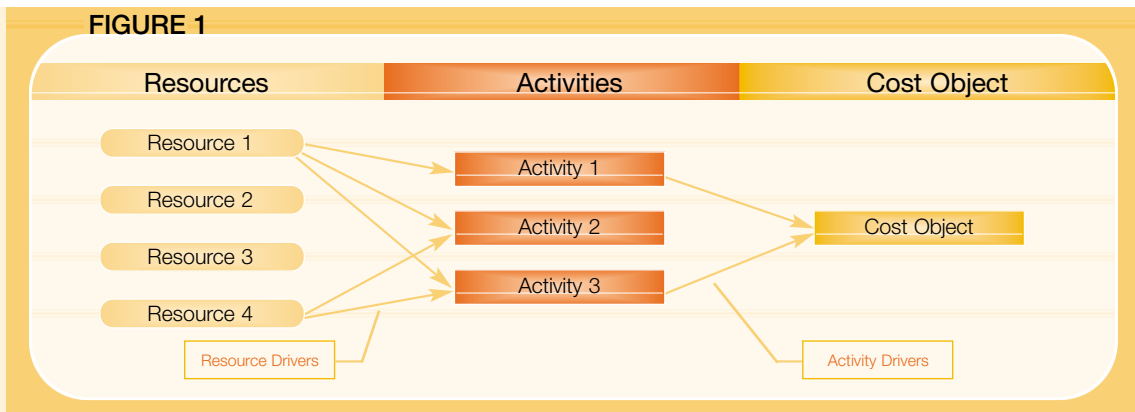 FIGURE 1
Resources Activities Cost Object
Resource 1
Resource 2
Resource 3
Resource 4
Activity 1
Activity 2
Activity 3
Cost Object
Resource Drivers
Activity Drivers